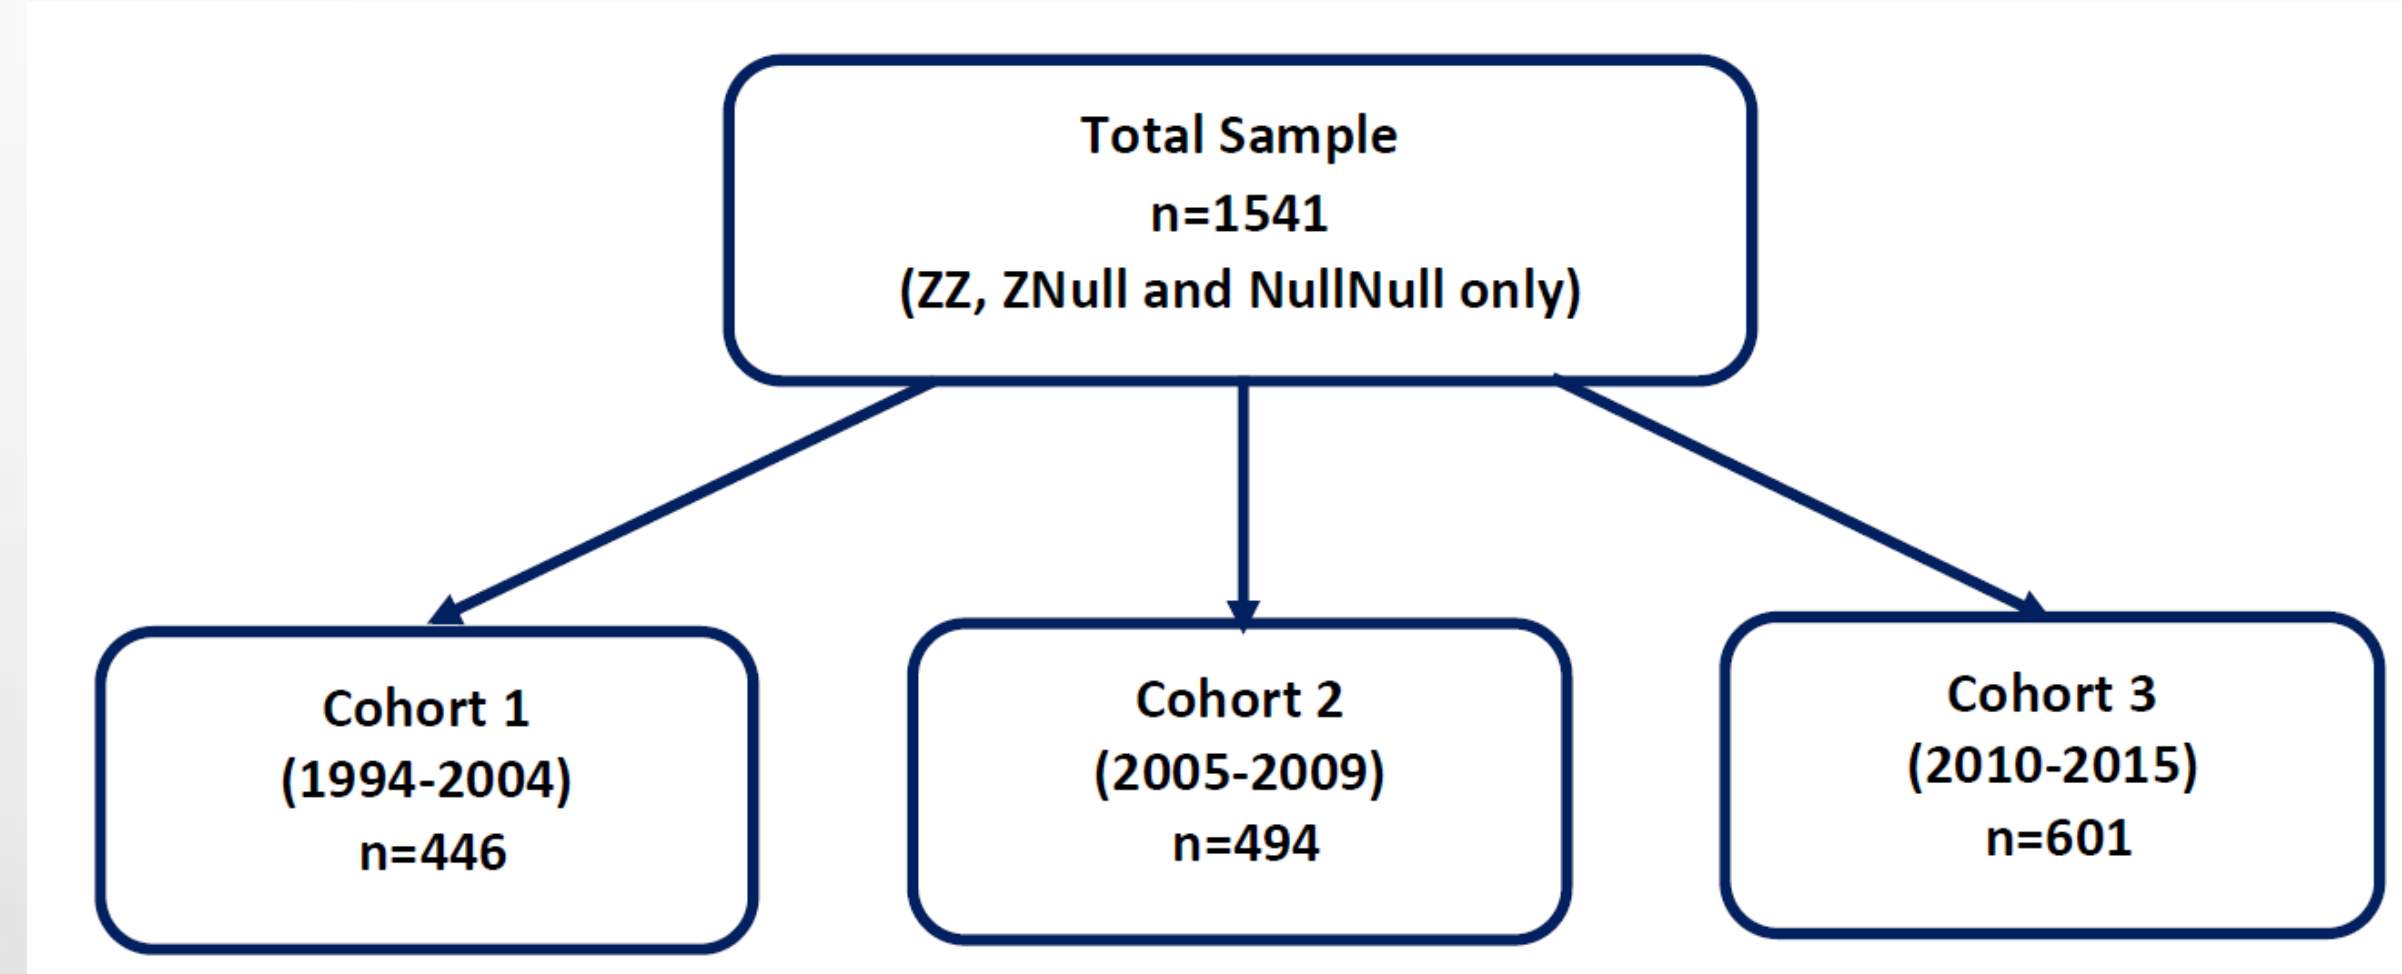 Total Sample
n=1541
(ZZ, ZNull and NullNull only)
Cohort 1
(1994-2004)
n=446
Cohort 2
(2005-2009)
n=494
Cohort 3
(2010-2015)
n=601